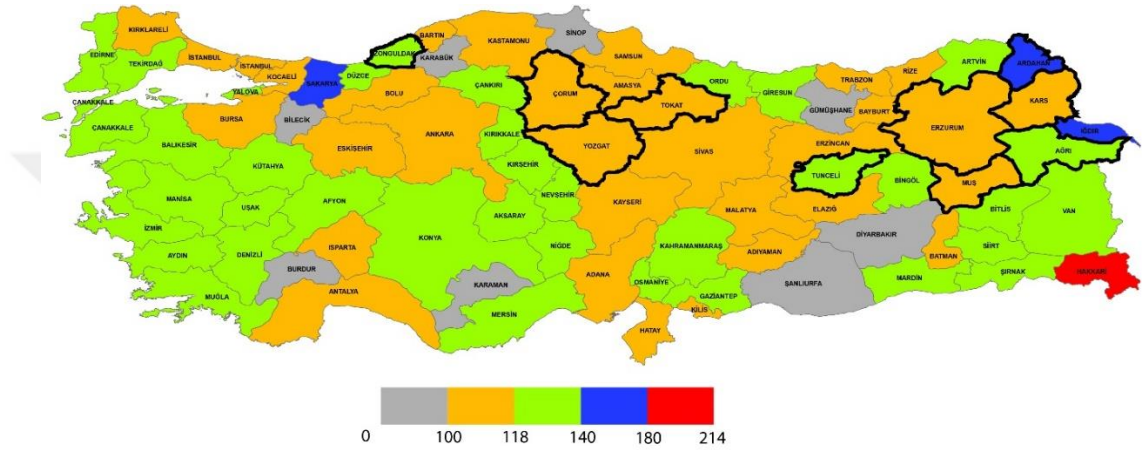 SİNOP
KIRKLARELİ
BARTIN
KASTAMONU
EDİRNE
ZONGULDAK
KARABÜK
SAMSUN
ARTVİN
ARDAHAN
TEKİRDAĞ
İSTANBUL
İSTANBUL
KOCAELİ
SAKARYA
DÜZCE
ÇANKIRI
ÇORUM
AMASYA
ORDU
GİRESUN
TRABZON
RİZE
KARS
YALOVA
BOLU
TOKAT
GÜMÜŞHANE
BAYBURT
ERZURUM
ÇANAKKALE
ÇANAKKALE
BURSA
BİLECİK
ANKARA
KIRIKKALE
YOZGAT
SİVAS
ERZİNCAN
IĞDIR
AĞRI
BALIKESİR
ESKİŞEHİR
KIRŞEHİR
TUNCELİ
BİNGÖL
MUŞ
KÜTAHYA
NEVŞEHİR
KAYSERİ
MANİSA
UŞAK
AFYON
AKSARAY
MALATYA
ELAZIĞ
BİTLİS
VAN
İZMİR
KONYA
NİĞDE
KAHRAMANMARAŞ
DİYARBAKIR
AYDIN
DENİZLİ
ISPARTA
ADIYAMAN
BATMAN
SİİRT
BURDUR
ADANA
MARDİN
ŞIRNAK
HAKKARİ
MUĞLA
ANTALYA
KARAMAN
OSMANİYE
GAZİANTEP
ŞANLIURFA
MERSİN
KİLİS
HATAY
0 100 118 140 180 214